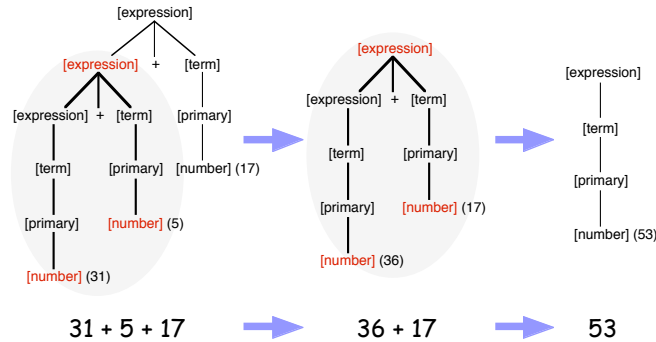 [expression]
[expression] + [term]
[expression] + [term] [primary]
[term] [primary] [number] (17)
[primary] [number] (5)
[number] (31)
[expression]
[expression] + [term]
[term] [primary]
[primary] [number] (17)
[number] (36)
[expression]
[term]
[primary]
[number] (53)
31 + 5 + 17
36 + 17
53